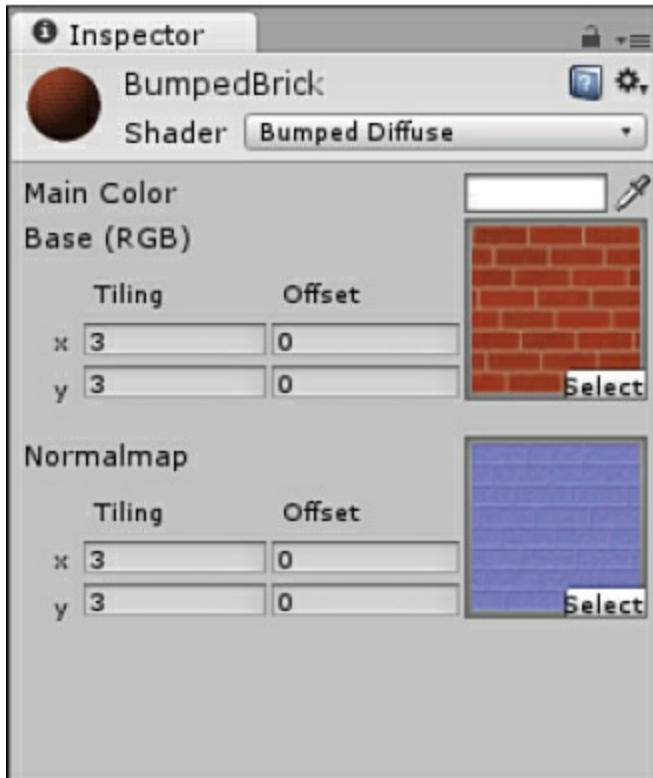 Inspector
BumpedBrick
Shader Bumped Diffuse
Main Color
Base (RGB)
Tiling Offset
x 3 0
y 3 0
Select
Normalmap
Tiling Offset
x 3 0
y 3 0
Select